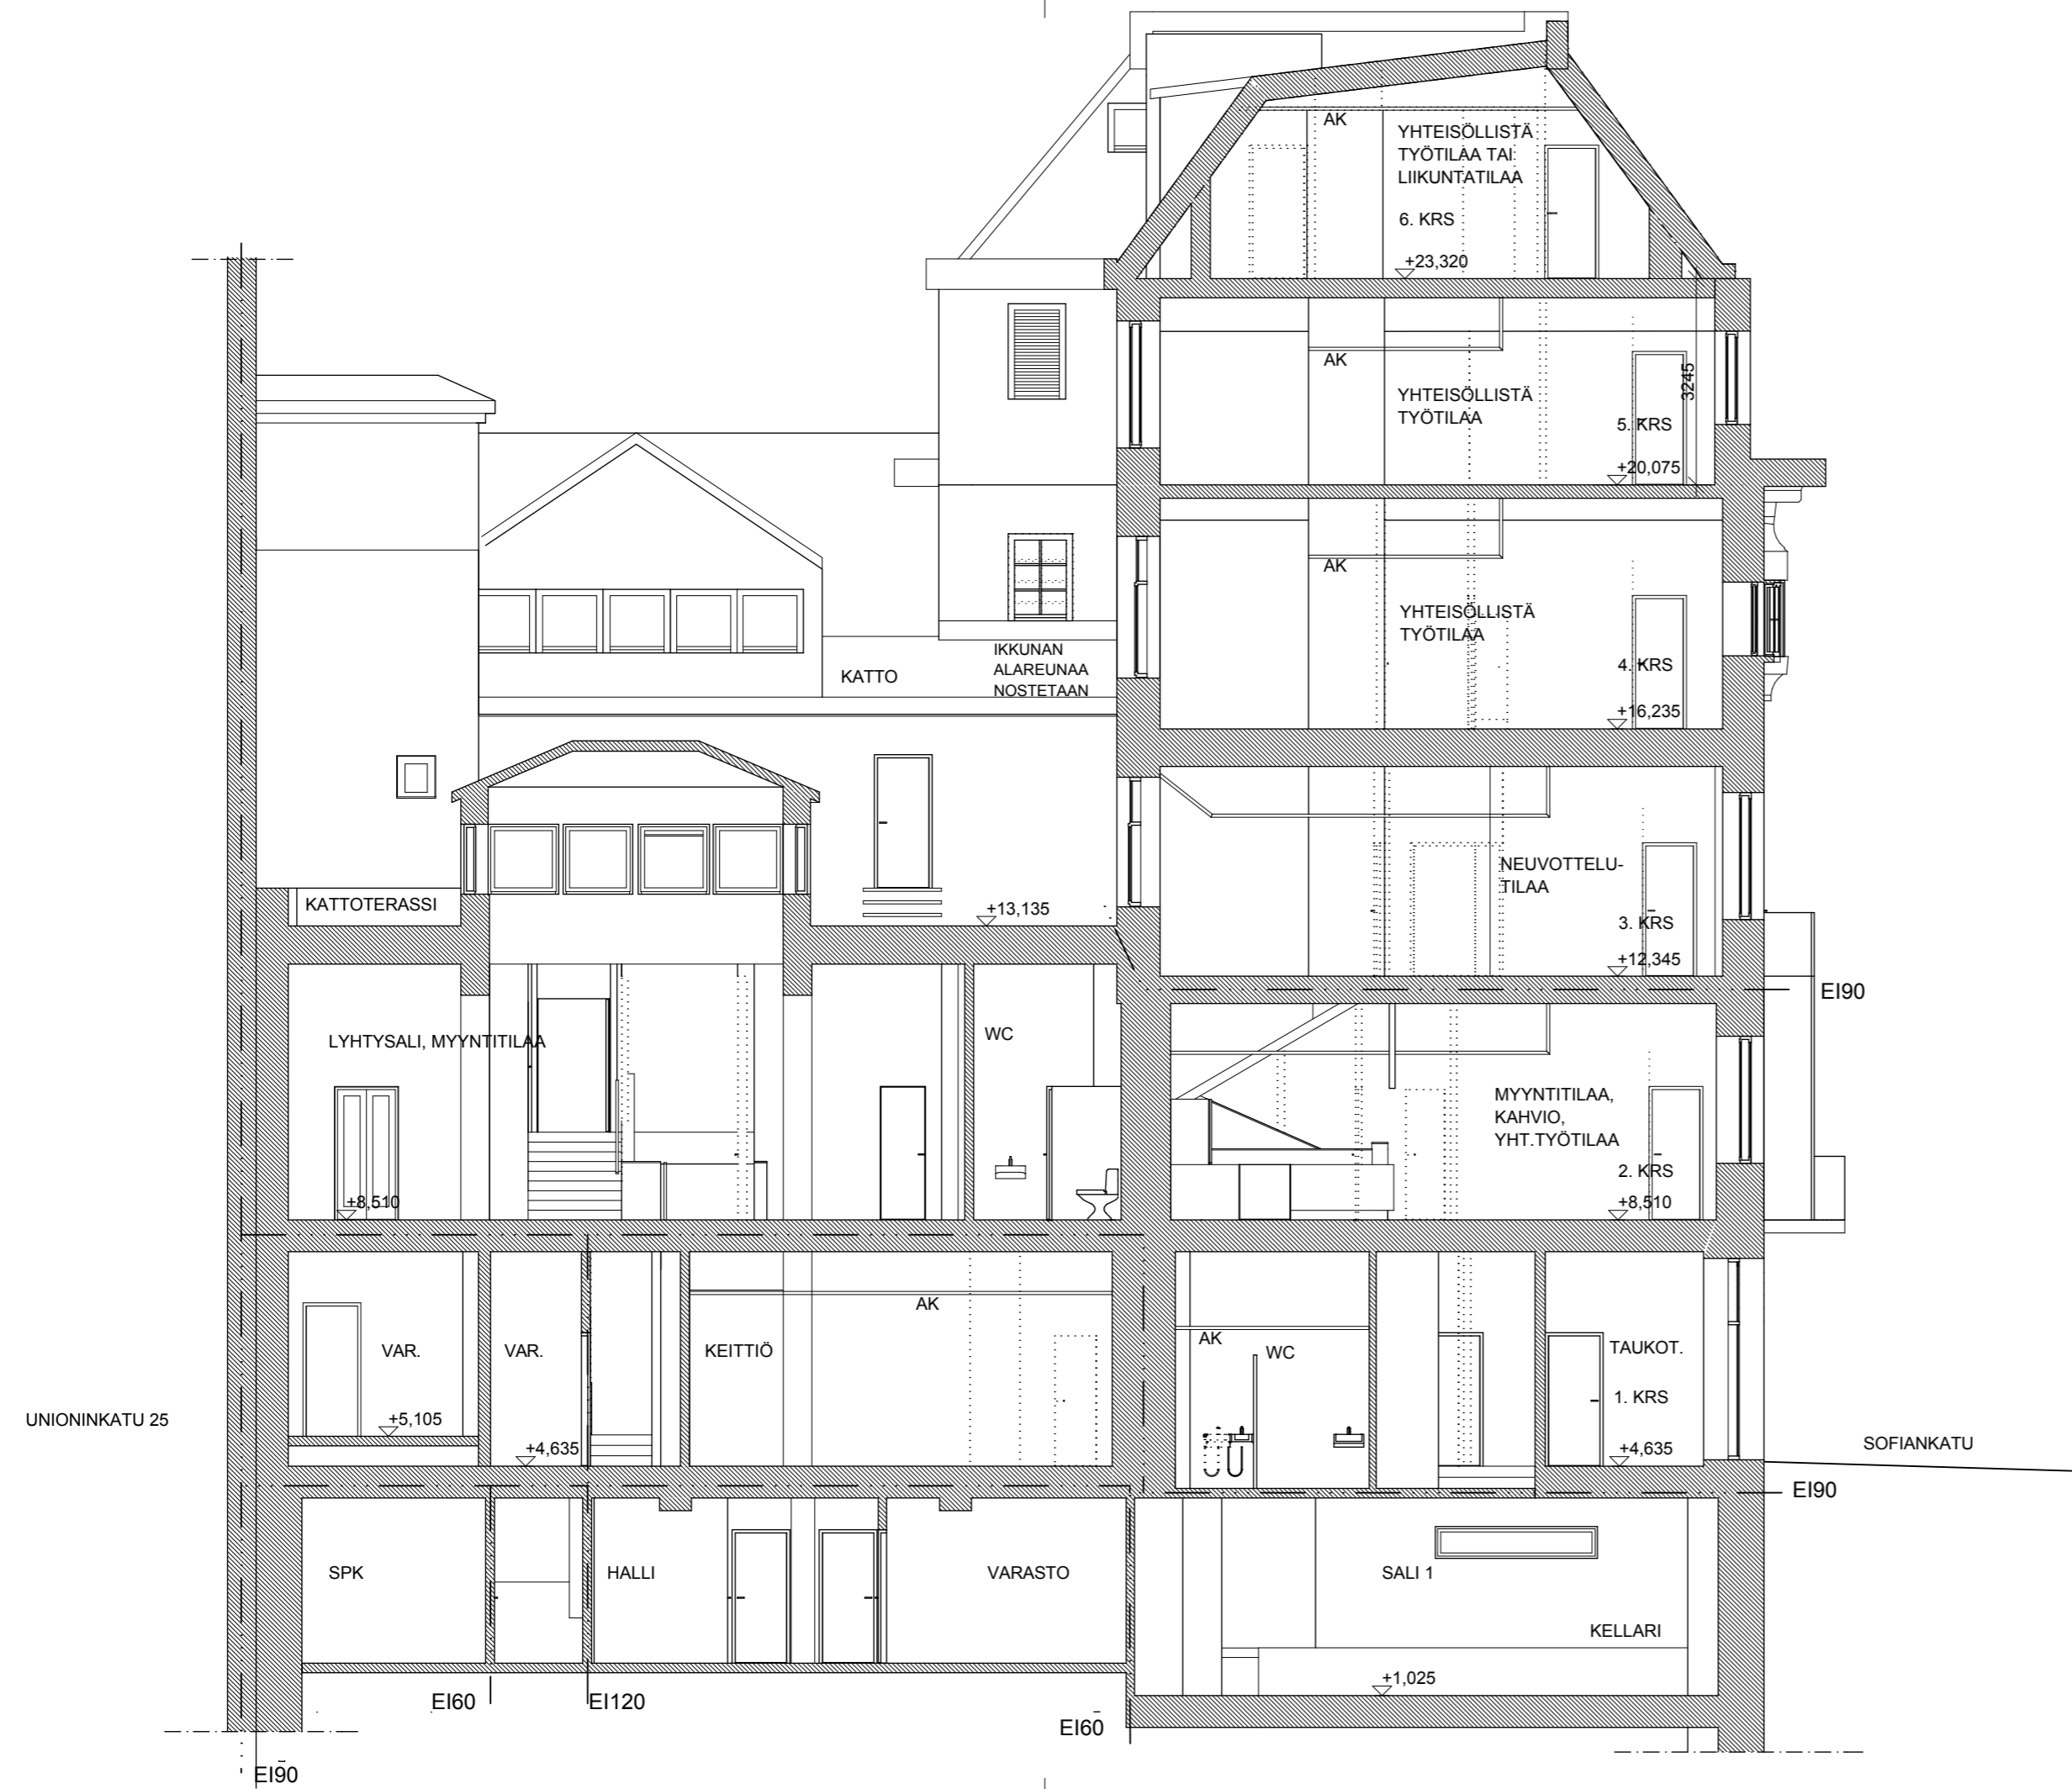 AK
YHTEISÖLLISTÄ
TYÖTILAA TAI
LIIKUNTATILAA
6. KRS
+23,320
AK
YHTEISÖLLISTÄ
TYÖTILAA
3245
5. KRS
+20,075
AK
YHTEISÖLLISTÄ
TYÖTILAA
4. KRS
+16,235
IKKUNAN
ALAREUNAA
NOSTETAAN
KATTO
NEUVOTTELU-
TILAA
3. KRS
+12,345
KATTOTERASSI
+13,135
EI90
LYHTYSALI, MYYNTITILAA
+8,510
WC
MYYNTITILAA,
KAHVIO,
YHT.TYÖTILAA
2. KRS
+8,510
VAR.
+5,105
VAR.
+4,635
KEITTIÖ
AK
AK
WC
TAUKOT.
1. KRS
+4,635
UNIONINKATU 25
SOFIANKATU
EI90
SPK
HALLI
VARASTO
SALI 1
KELLARI
+1,025
EI60
EI120
EI60
EI90